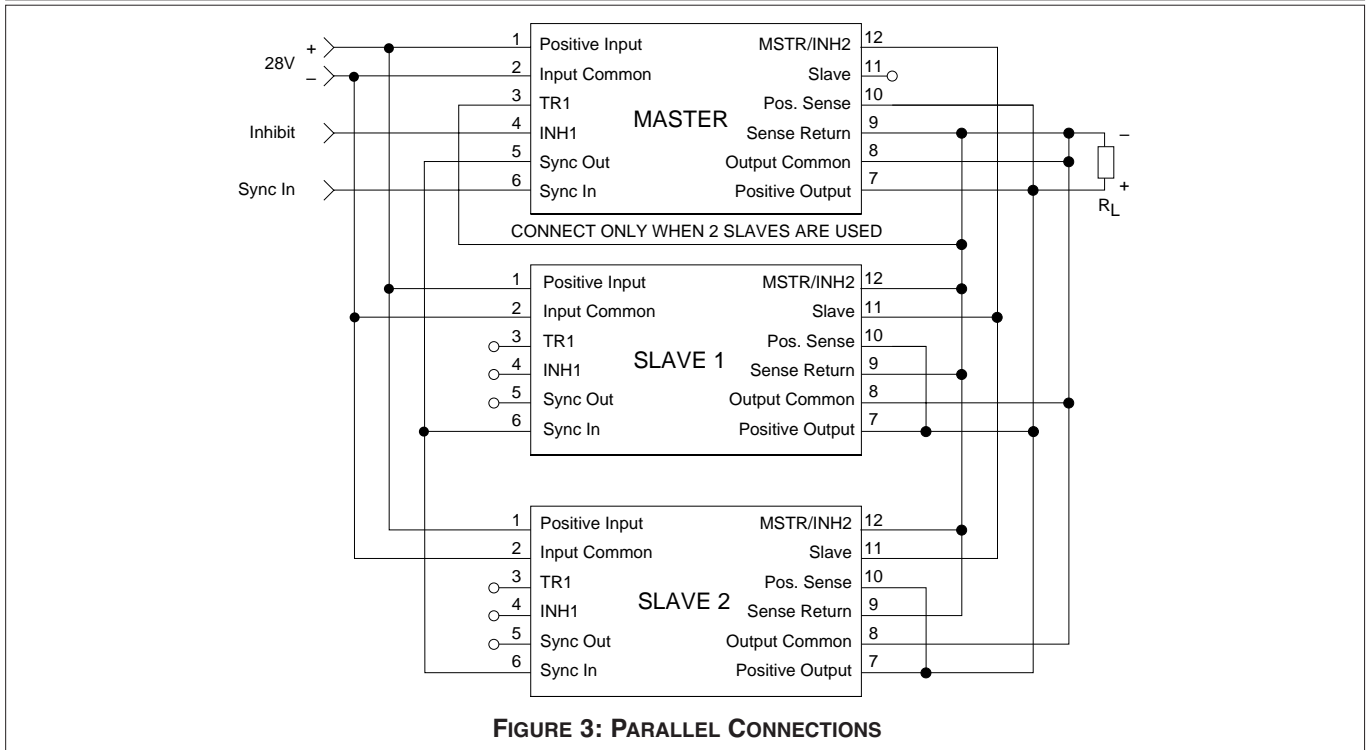 28V
+
–
Inhibit
Sync In
MASTER
1 Positive Input
2 Input Common
3 TR1
4 INH1
5 Sync Out
6 Sync In
MSTR/INH2 12
Slave 11
Pos. Sense 10
Sense Return 9
Output Common 8
Positive Output 7
–
+
RL
CONNECT ONLY WHEN 2 SLAVES ARE USED
SLAVE 1
1 Positive Input
2 Input Common
3 TR1
4 INH1
5 Sync Out
6 Sync In
MSTR/INH2 12
Slave 11
Pos. Sense 10
Sense Return 9
Output Common 8
Positive Output 7
SLAVE 2
1 Positive Input
2 Input Common
3 TR1
4 INH1
5 Sync Out
6 Sync In
MSTR/INH2 12
Slave 11
Pos. Sense 10
Sense Return 9
Output Common 8
Positive Output 7
FIGURE 3: PARALLEL CONNECTIONS